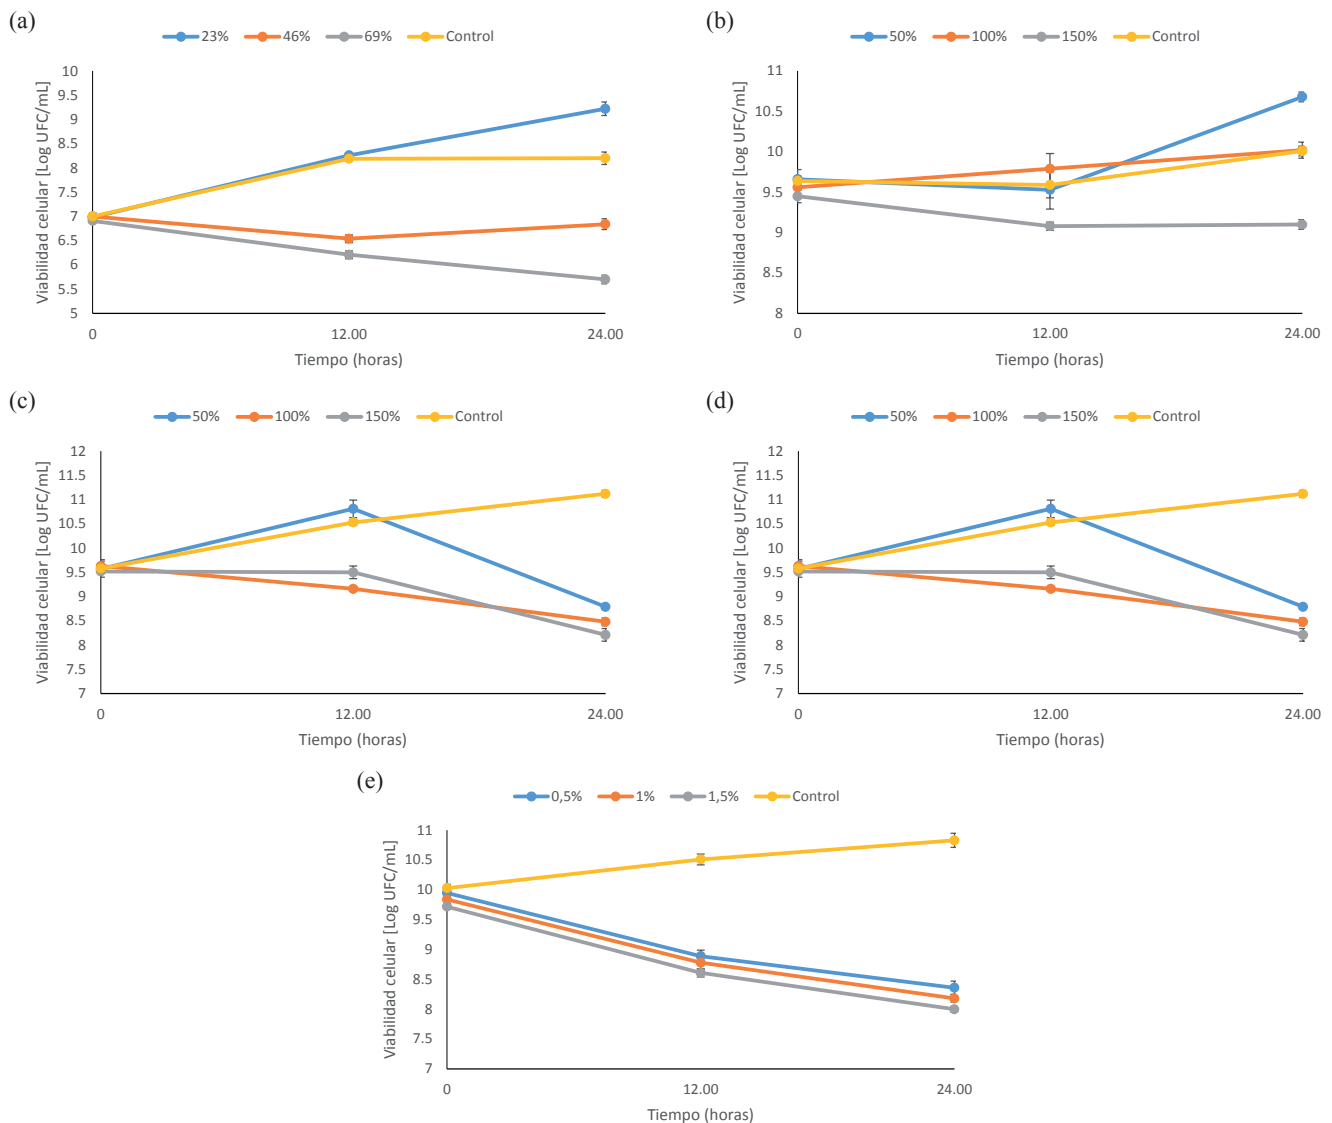 (a)
23% 46% 69% Control
Viabilidad celular [Log UFC/mL]
10
9.5
9
8.5
8
7.5
7
6.5
6
5.5
5
0 12.00 24.00
Tiempo (horas)
(b)
50% 100% 150% Control
Viabilidad celular [Log UFC/mL]
11
10.5
10
9.5
9
8.5
8
0 12.00 24.00
Tiempo (horas)
(c)
50% 100% 150% Control
Viabilidad celular [Log UFC/mL]
12
11.5
11
10.5
10
9.5
9
8.5
8
7.5
7
0 12.00 24.00
Tiempo (horas)
(d)
50% 100% 150% Control
Viabilidad celular [Log UFC/mL]
12
11.5
11
10.5
10
9.5
9
8.5
8
7.5
7
0 12.00 24.00
Tiempo (horas)
(e)
0,5% 1% 1,5% Control
Viabilidad celular [Log UFC/mL]
11
10.5
10
9.5
9
8.5
8
7.5
7
0 12.00 24.00
Tiempo (horas)